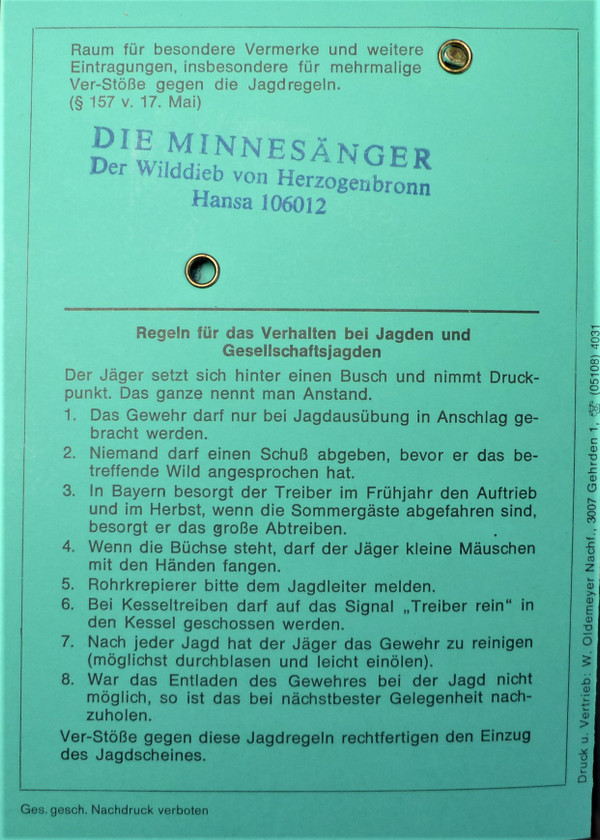 Raum für besondere Vermerke und weitere
Eintragungen, insbesondere für mehrmalige
Ver-Stöße gegen die Jagdregeln.
(§ 157 v. 17. Mai)
DIE MINNESÄNGER
Der Wilddieb von Herzogenbronn
Hansa 106012
Regeln für das Verhalten bei Jagden und
Gesellschaftsjagden
Der Jäger setzt sich hinter einen Busch und nimmt Druck-
punkt. Das ganze nennt man Anstand.
1. Das Gewehr darf nur bei Jagdausübung in Anschlag ge-
bracht werden.
2. Niemand darf einen Schuß abgeben, bevor er das be-
treffende Wild angesprochen hat.
3. In Bayern besorgt der Treiber im Frühjahr den Auftrieb
und im Herbst, wenn die Sommergäste abgefahren sind,
besorgt er das große Abtreiben.
4. Wenn die Büchse steht, darf der Jäger kleine Mäuschen
mit den Händen fangen.
5. Rohrkrepierer bitte dem Jagdleiter melden.
6. Bei Kesseltreiben darf auf das Signal „Treiber rein" in
den Kessel geschossen werden.
7. Nach jeder Jagd hat der Jäger das Gewehr zu reinigen
(möglichst durchblasen und leicht einölen).
8. War das Entladen des Gewehres bei der Jagd nicht
möglich, so ist das bei nächstbester Gelegenheit nach-
zuholen.
Ver-Stöße gegen diese Jagdregeln rechtfertigen den Einzug
des Jagdscheines.
Ges. gesch. Nachdruck verboten
Druck u. Vertrieb: W. Oldemeyer Nachf., 3007 Gehrden 1, ☏ (05108) 4031